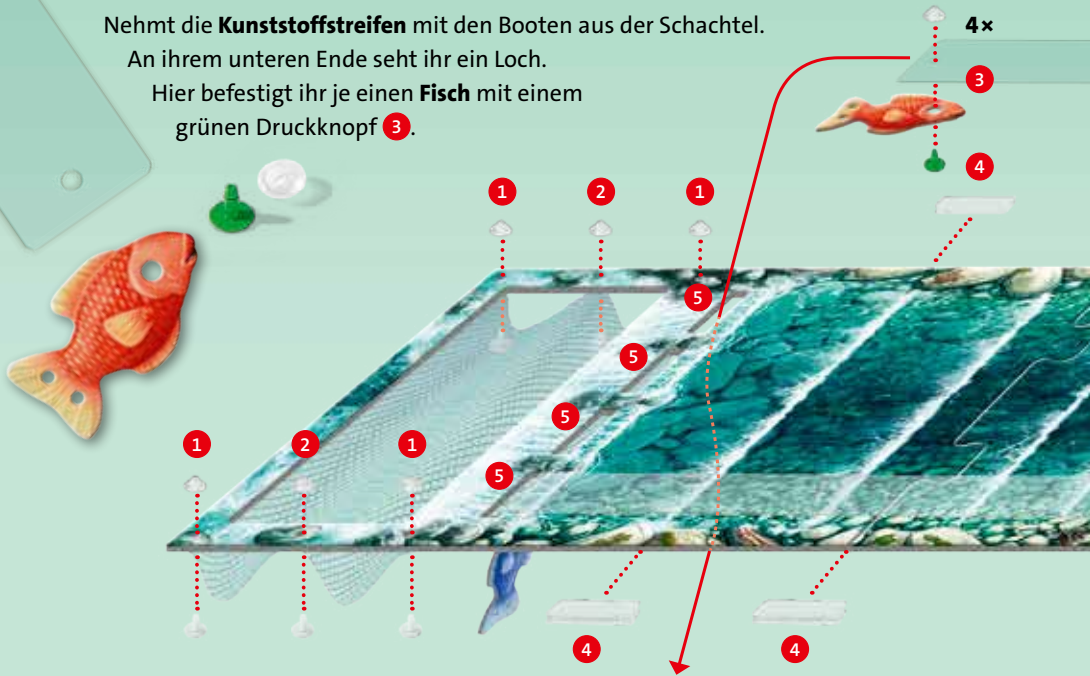 Nehmt die Kunststoffstreifen mit den Booten aus der Schachtel.
An ihrem unteren Ende seht ihr ein Loch.
Hier befestigt ihr je einen Fisch mit einem
grünen Druckknopf 3.
4×
3
4
1 2 1
5
5
5
5
1 2 1
4 4